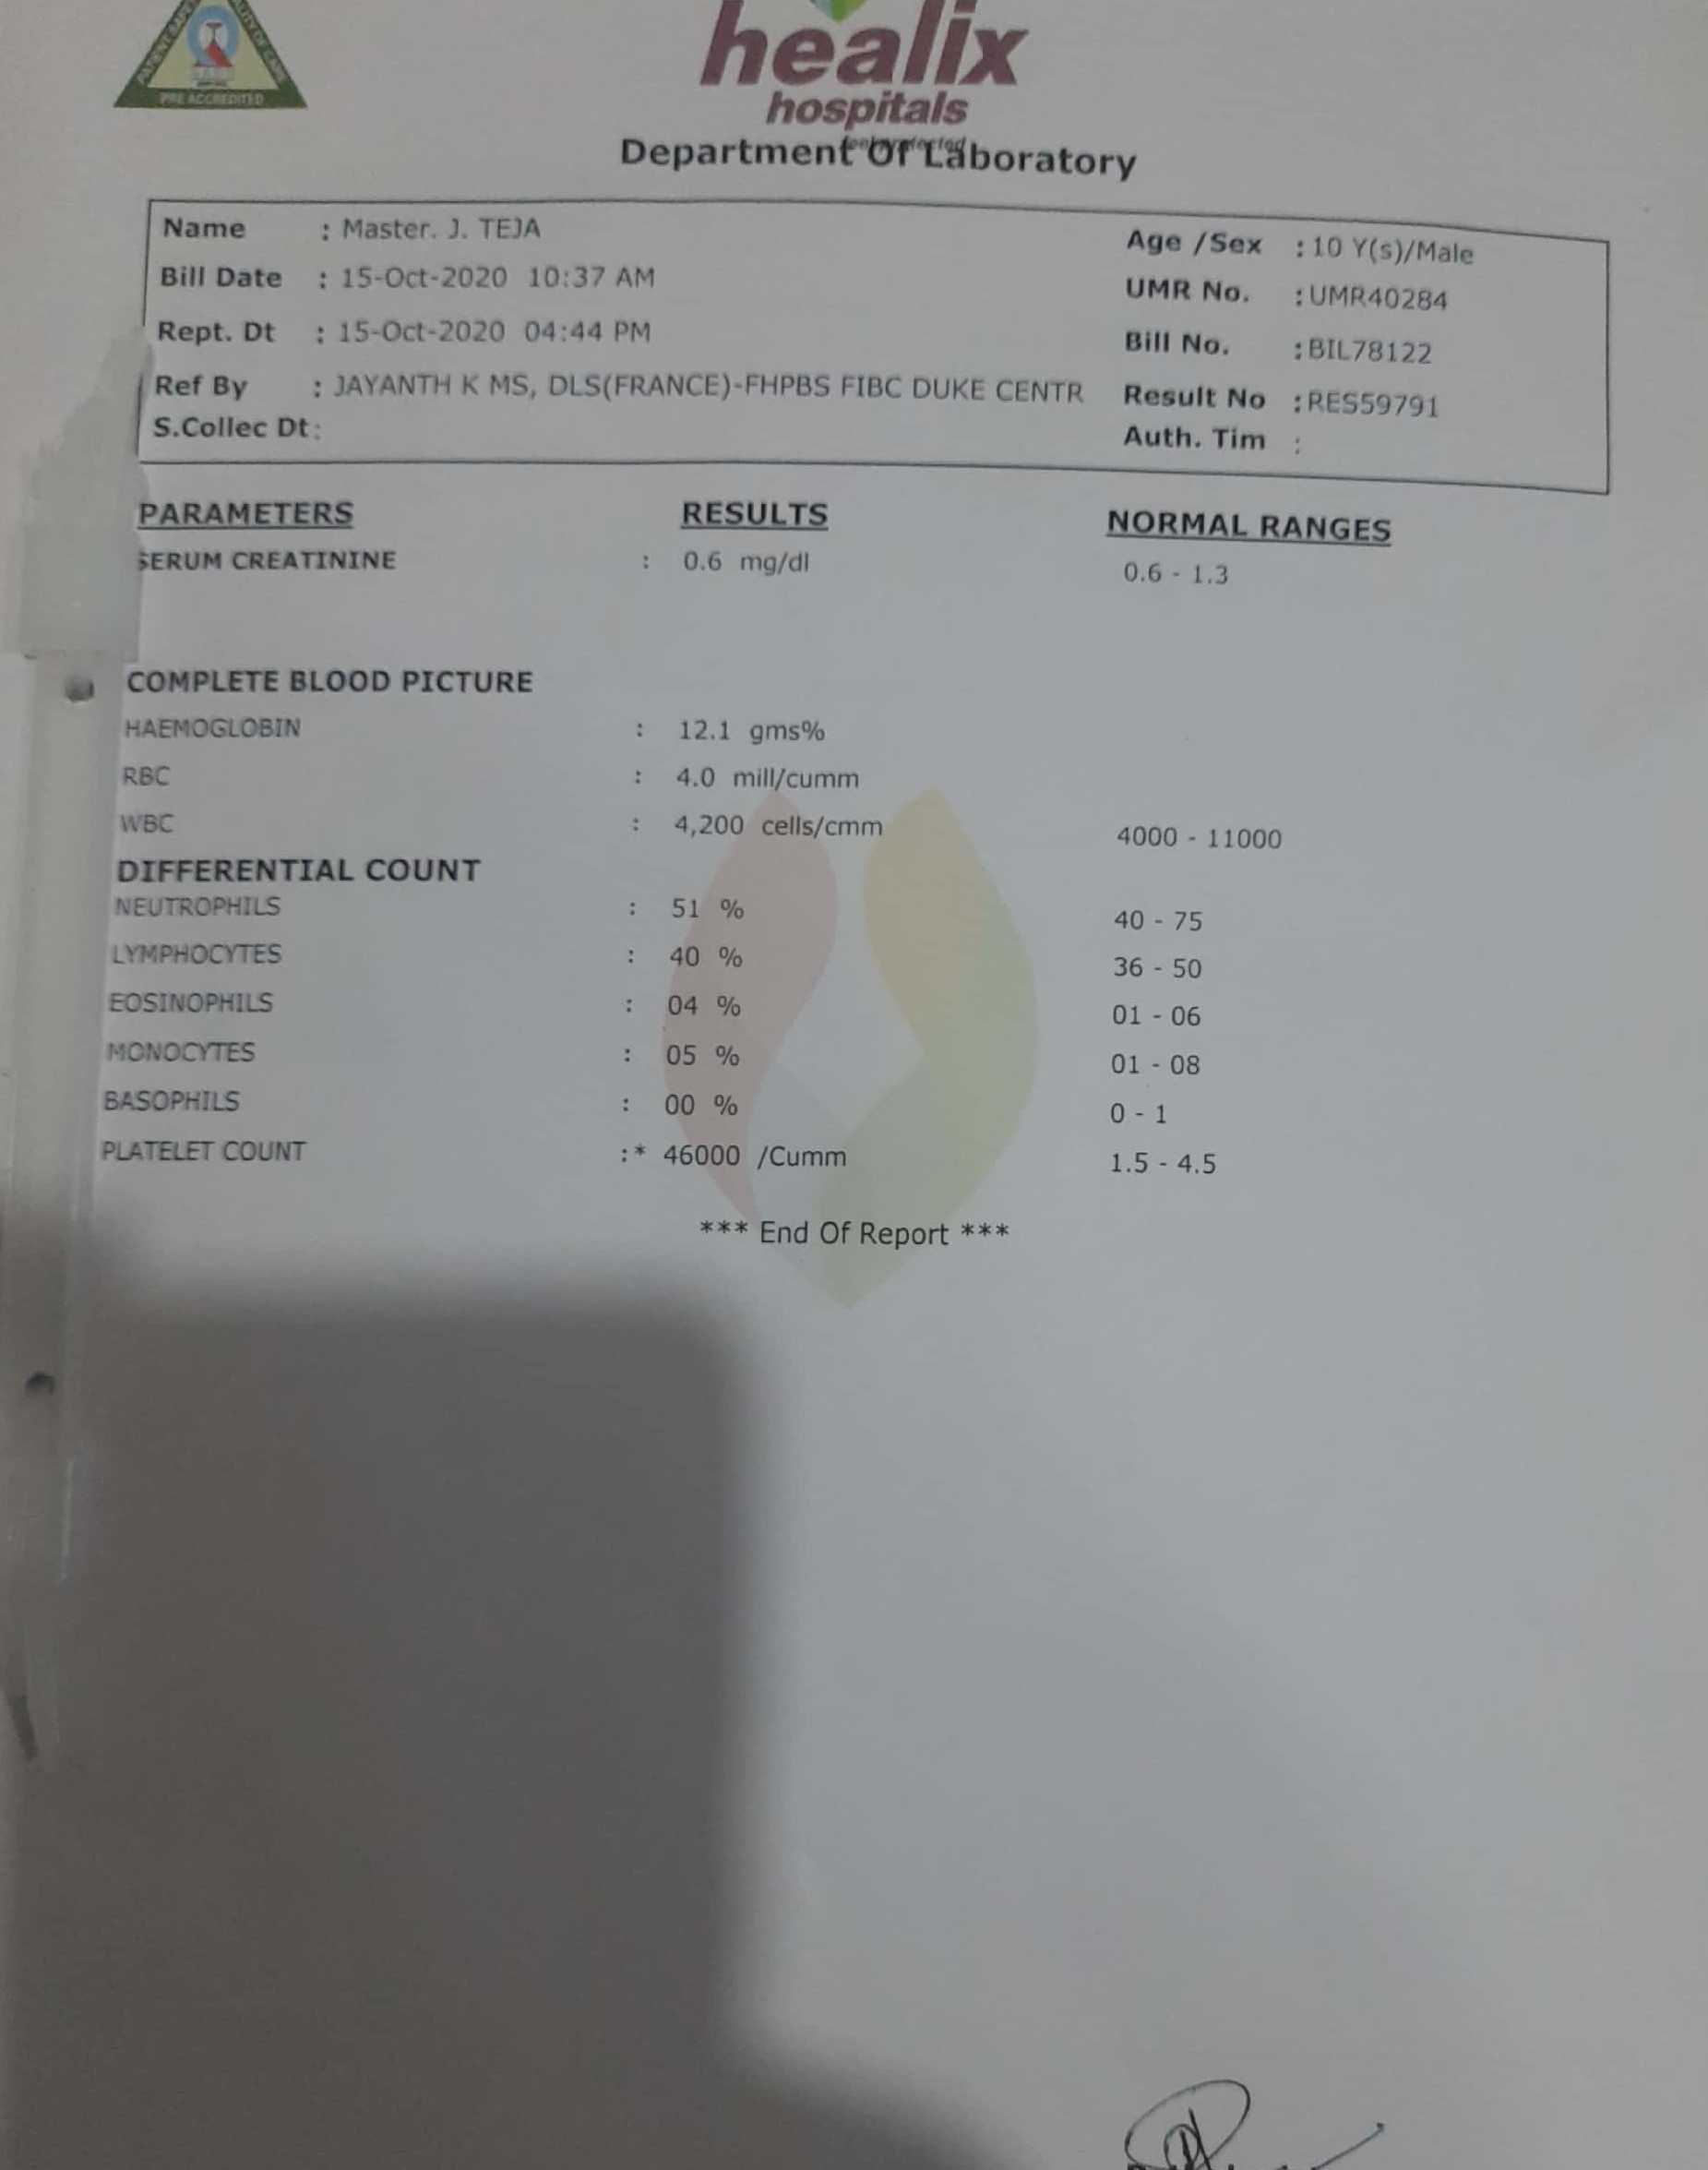 PRE ACCREDITED
healix
hospitals
Department Of Laboratory
Name : Master. J. TEJA
Age /Sex : 10 Y(s)/Male
Bill Date : 15-Oct-2020 10:37 AM
UMR No. : UMR40284
Rept. Dt : 15-Oct-2020 04:44 PM
Bill No. : BIL78122
Ref By : JAYANTH K MS, DLS(FRANCE)-FHPBS FIBC DUKE CENTR
Result No : RES59791
S.Collec Dt:
Auth. Tim :
PARAMETERS RESULTS NORMAL RANGES
SERUM CREATININE : 0.6 mg/dl 0.6 - 1.3
COMPLETE BLOOD PICTURE
HAEMOGLOBIN : 12.1 gms%
RBC : 4.0 mill/cumm
WBC : 4,200 cells/cmm 4000 - 11000
DIFFERENTIAL COUNT
NEUTROPHILS : 51 % 40 - 75
LYMPHOCYTES : 40 % 36 - 50
EOSINOPHILS : 04 % 01 - 06
MONOCYTES : 05 % 01 - 08
BASOPHILS : 00 % 0 - 1
PLATELET COUNT :* 46000 /Cumm 1.5 - 4.5
*** End Of Report ***